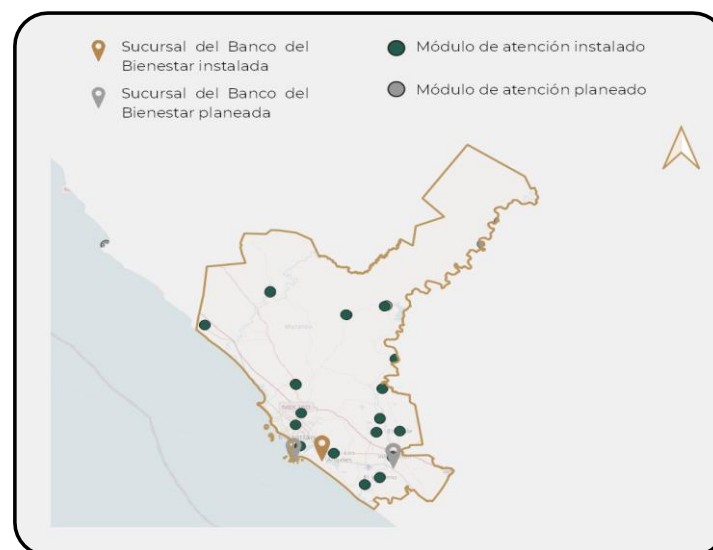 Sucursal del Banco del
Bienestar instalada
Sucursal del Banco del
Bienestar planeada
Módulo de atención instalado
Módulo de atención planeado